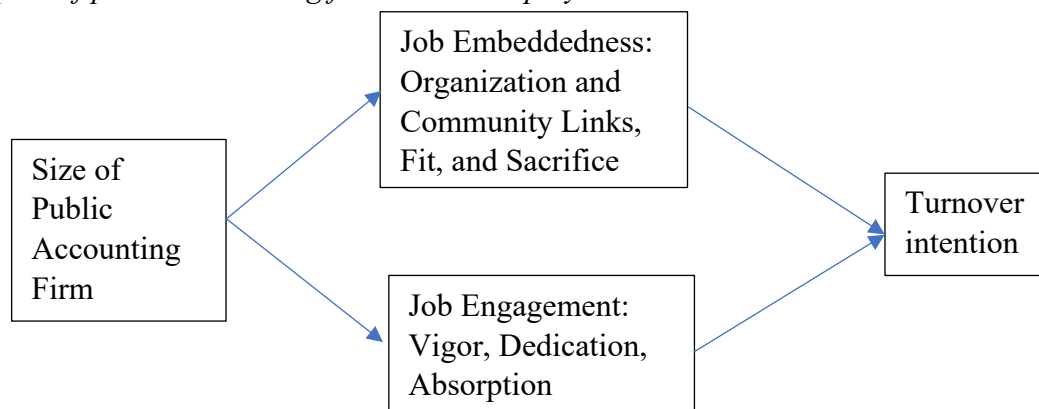 Job Embeddedness:
Organization and
Community Links,
Fit, and Sacrifice
Size of
Public
Accounting
Firm
Turnover
intention
Job Engagement:
Vigor, Dedication,
Absorption